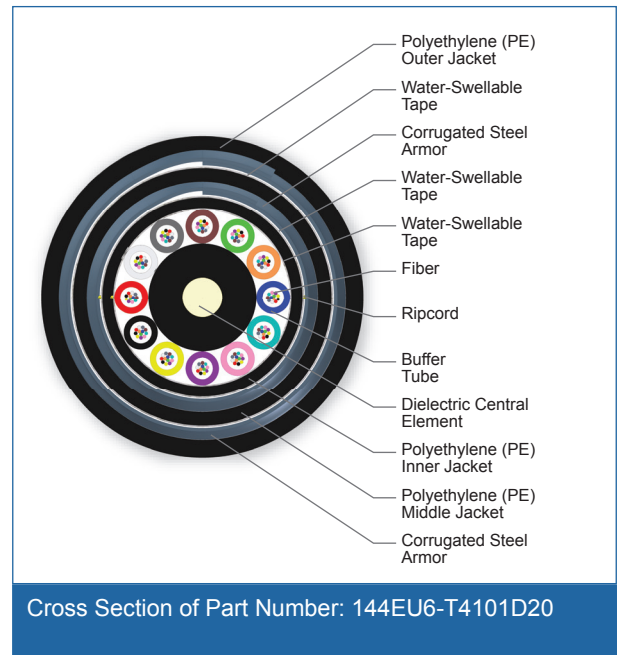 Polyethylene (PE)
Outer Jacket
Water-Swellable
Tape
Corrugated Steel
Armor
Water-Swellable
Tape
Water-Swellable
Tape
Fiber
Ripcord
Buffer
Tube
Dielectric Central
Element
Polyethylene (PE)
Inner Jacket
Polyethylene (PE)
Middle Jacket
Corrugated Steel
Armor
Cross Section of Part Number: 144EU6-T4101D20